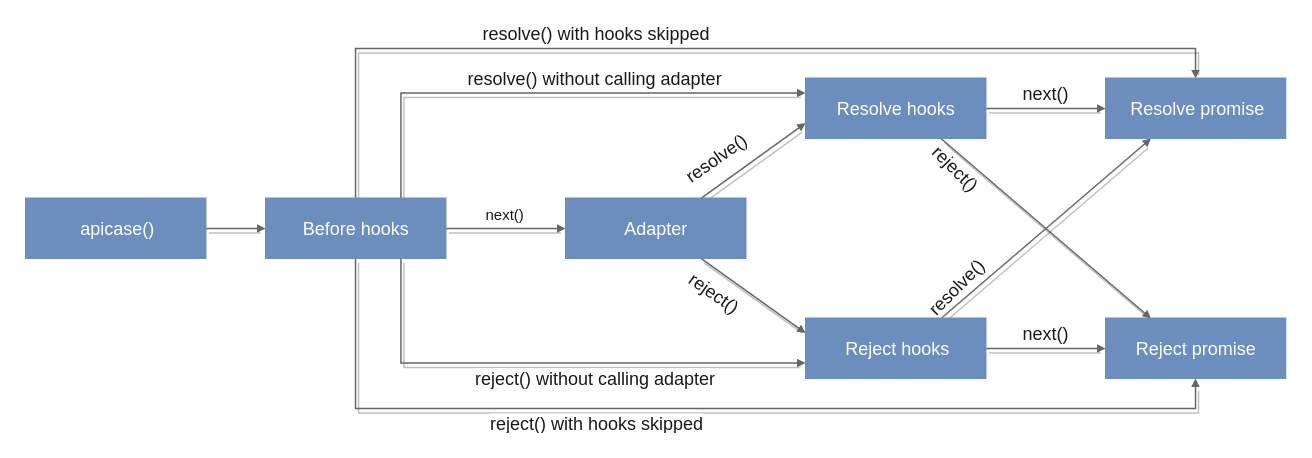 resolve() with hooks skipped
resolve() without calling adapter
Resolve hooks
next()
Resolve promise
resolve()
reject()
apicase()
Before hooks
next()
Adapter
reject()
resolve()
Reject hooks
next()
Reject promise
reject() without calling adapter
reject() with hooks skipped